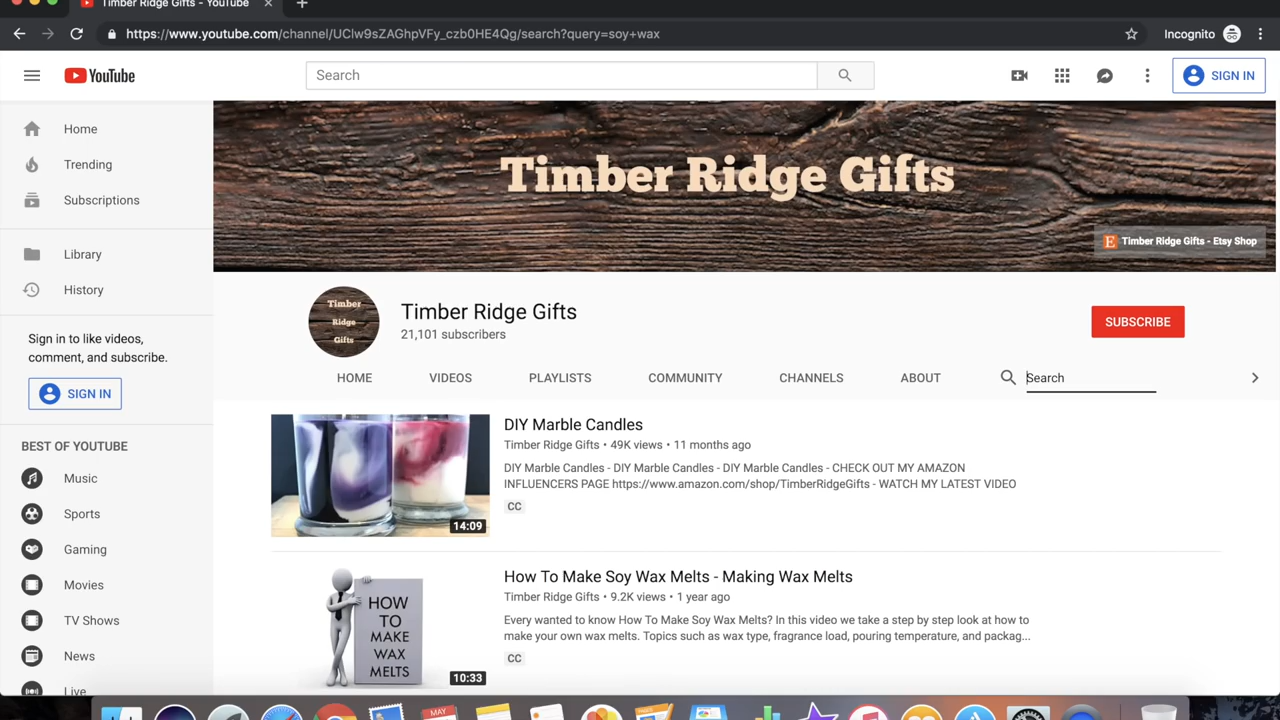 Timber Ridge Gifts - YouTube
https://www.youtube.com/channel/UClw9sZAGhpVFy_czb0HE4Qg/search?query=soy+wax
Incognito
YouTube
Search
SIGN IN
Home
Trending
Subscriptions
Library
History
Sign in to like videos,
comment, and subscribe.
SIGN IN
BEST OF YOUTUBE
Music
Sports
Gaming
Movies
TV Shows
News
Live
Timber Ridge Gifts
Timber Ridge Gifts - Etsy Shop
Timber
Ridge
Gifts
Timber Ridge Gifts
21,101 subscribers
SUBSCRIBE
HOME VIDEOS PLAYLISTS COMMUNITY CHANNELS ABOUT Search
14:09
DIY Marble Candles
Timber Ridge Gifts • 49K views • 11 months ago
DIY Marble Candles - DIY Marble Candles - DIY Marble Candles - CHECK OUT MY AMAZON
INFLUENCERS PAGE https://www.amazon.com/shop/TimberRidgeGifts - WATCH MY LATEST VIDEO
CC
HOW
TO
MAKE
WAX
MELTS
10:33
How To Make Soy Wax Melts - Making Wax Melts
Timber Ridge Gifts • 9.2K views • 1 year ago
Every wanted to know How To Make Soy Wax Melts? In this video we take a step by step look at how to
make your own wax melts. Topics such as wax type, fragrance load, pouring temperature, and packag...
CC
MAY